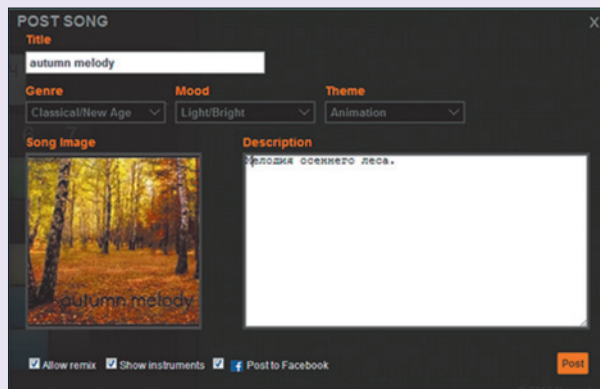 POST SONG X
Title
autumn melody
Genre Mood Theme
Classical/New Age Light/Bright Animation
Song Image Description
Мелодия осеннего леса.
autumn melody
Allow remix Show instruments Post to Facebook Post